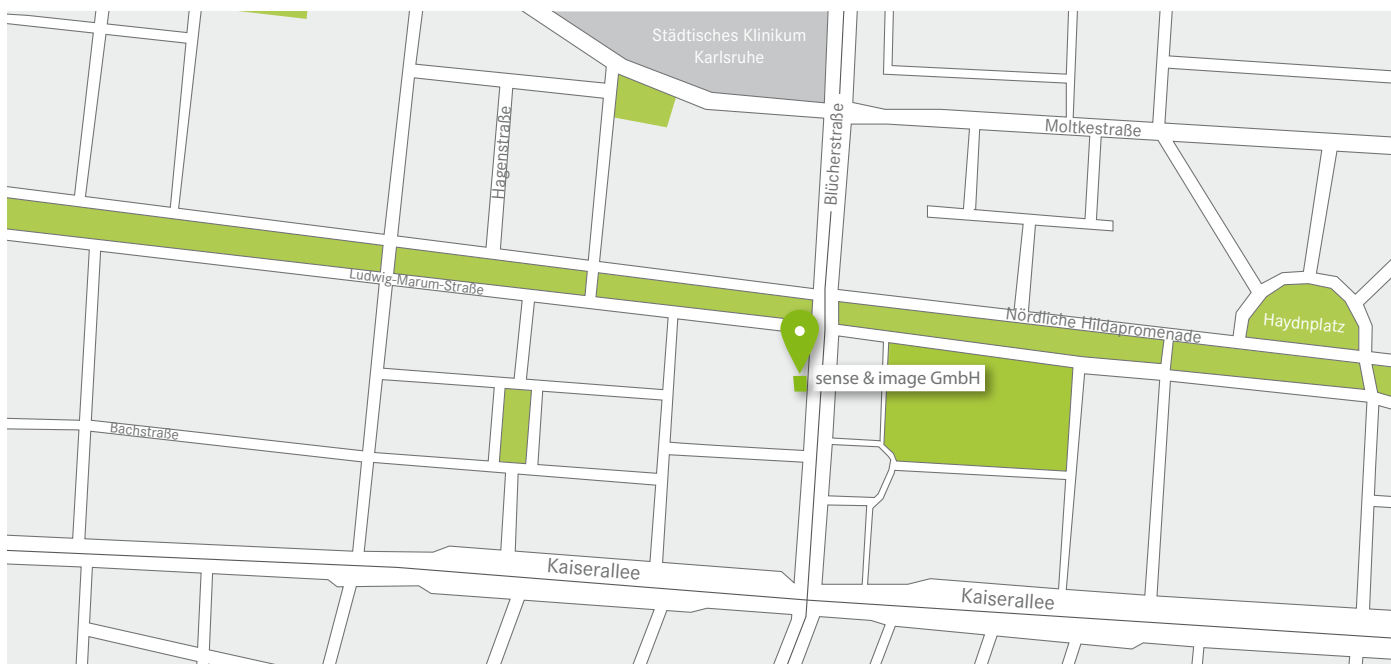 Städtisches Klinikum
Karlsruhe
Hagenstraße
Blücherstraße
Moltkestraße
Ludwig-Marum-Straße
Nördliche Hildapromenade
Haydnplatz
sense & image GmbH
Bachstraße
Kaiserallee
Kaiserallee